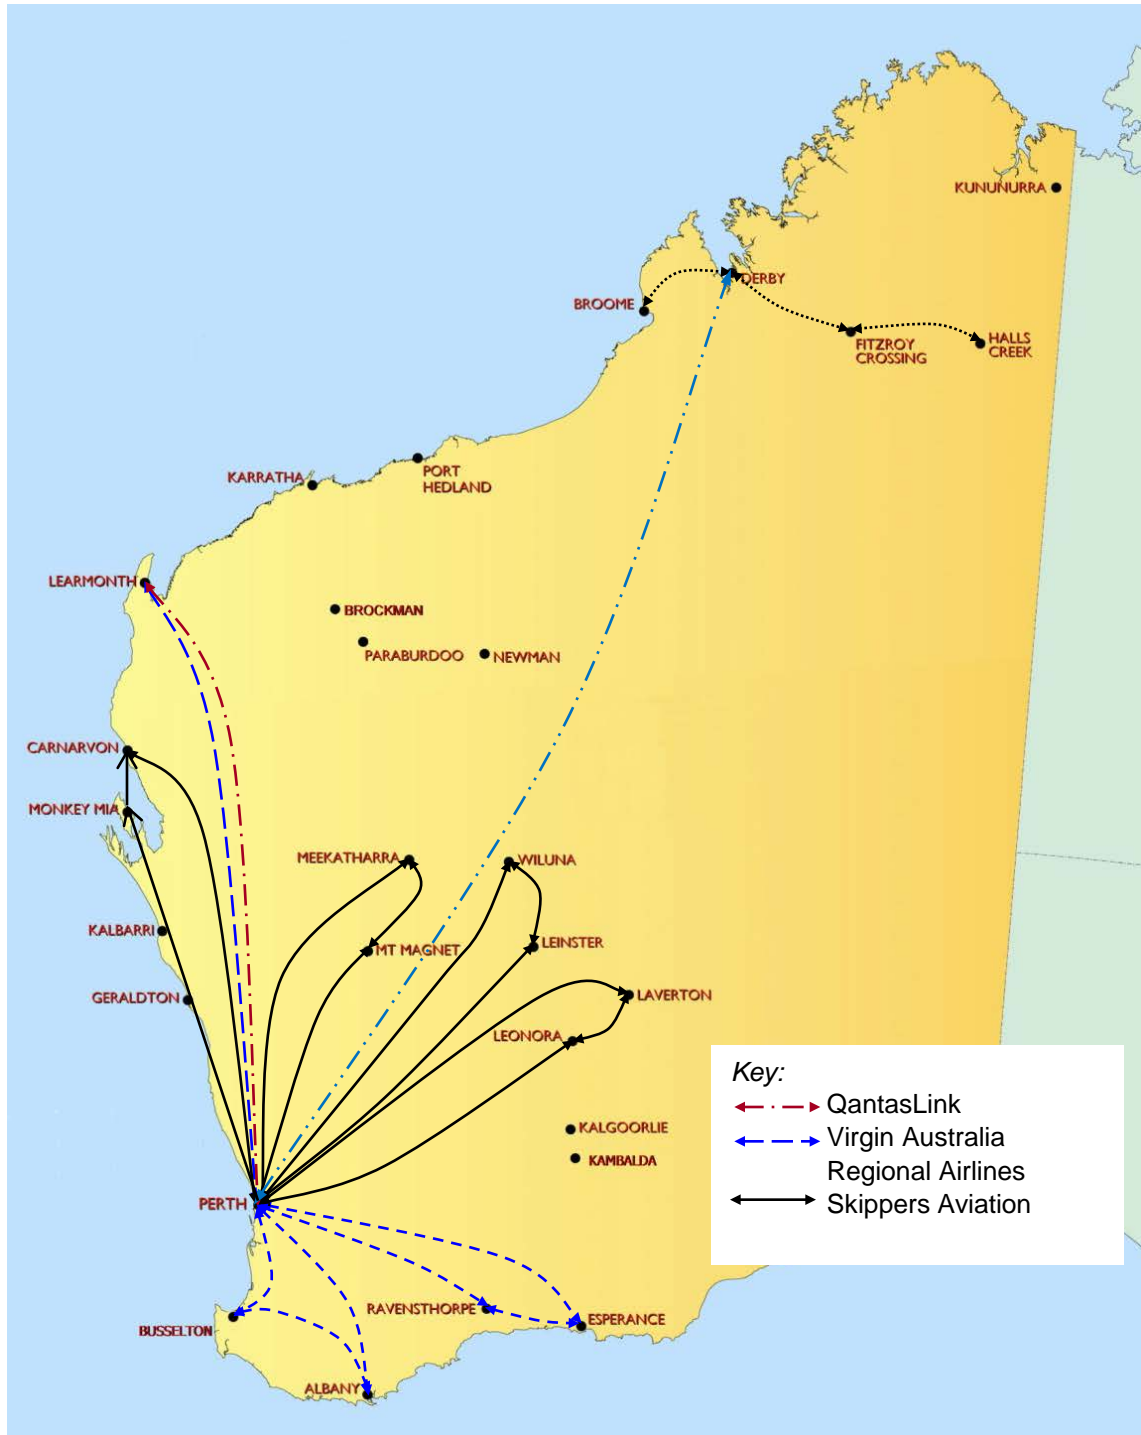 KUNUNURRA
DERBY
BROOME
HALLS
CREEK
FITZROY
CROSSING
PORT
HEDLAND
KARRATHA
LEARMONTH
BROCKMAN
PARABURDOO
NEWMAN
CARNARVON
MONKEY MIA
MEEKATHARRA
WILUNA
KALBARRI
MT MAGNET
LEINSTER
GERALDTON
LAVERTON
LEONORA
Key:
QantasLink
Virgin Australia
Regional Airlines
Skippers Aviation
KALGOORLIE
KAMBALDA
PERTH
RAVENSTHORPE
ESPERANCE
BUSSELTON
ALBANY